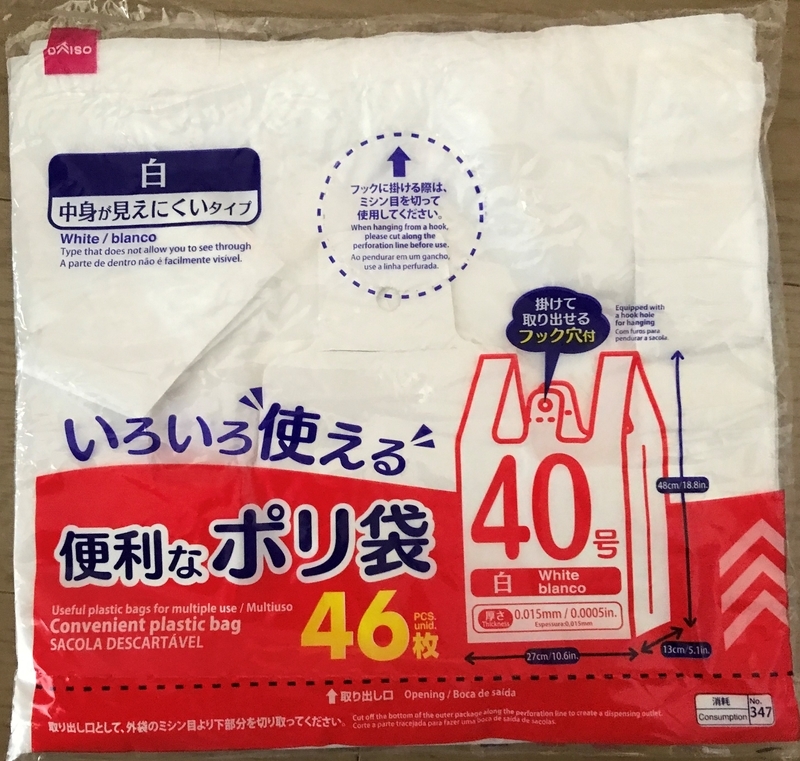 DAISO
白
中身が見えにくいタイプ
White / blanco
Type that does not allow you to see through
A parte de dentro não é facilmente visível.
フックに掛ける際は、
ミシン目を切って
使用してください。
When hanging from a hook,
please cut along the
perforation line before use.
Ao pendurar em um gancho,
use a linha perfurada.
掛けて
取り出せる
フック穴付
Equipped with
a hook hole
for hanging
Com furos para
pendurar a sacola.
いろいろ使える
便利なポリ袋
Useful plastic bags for multiple use / Multiuso
Convenient plastic bag
SACOLA DESCARTÁVEL
46
PCS.
unid.
枚
40号
白 White
blanco
厚さ
Thickness
0.015mm / 0.0005in.
Espessura:0,015mm
48cm/18.8in.
27cm/10.6in.
13cm/5.1in.
取り出し口 Opening / Boca de saída
取り出し口として、外袋のミシン目より下部分を切り取ってください。
Cut off the bottom of the outer package along the perforation line to create a dispensing outlet.
Corte a parte tracejada para fazer uma boca de saída de sacolas.
消耗
Consumption
No.
347